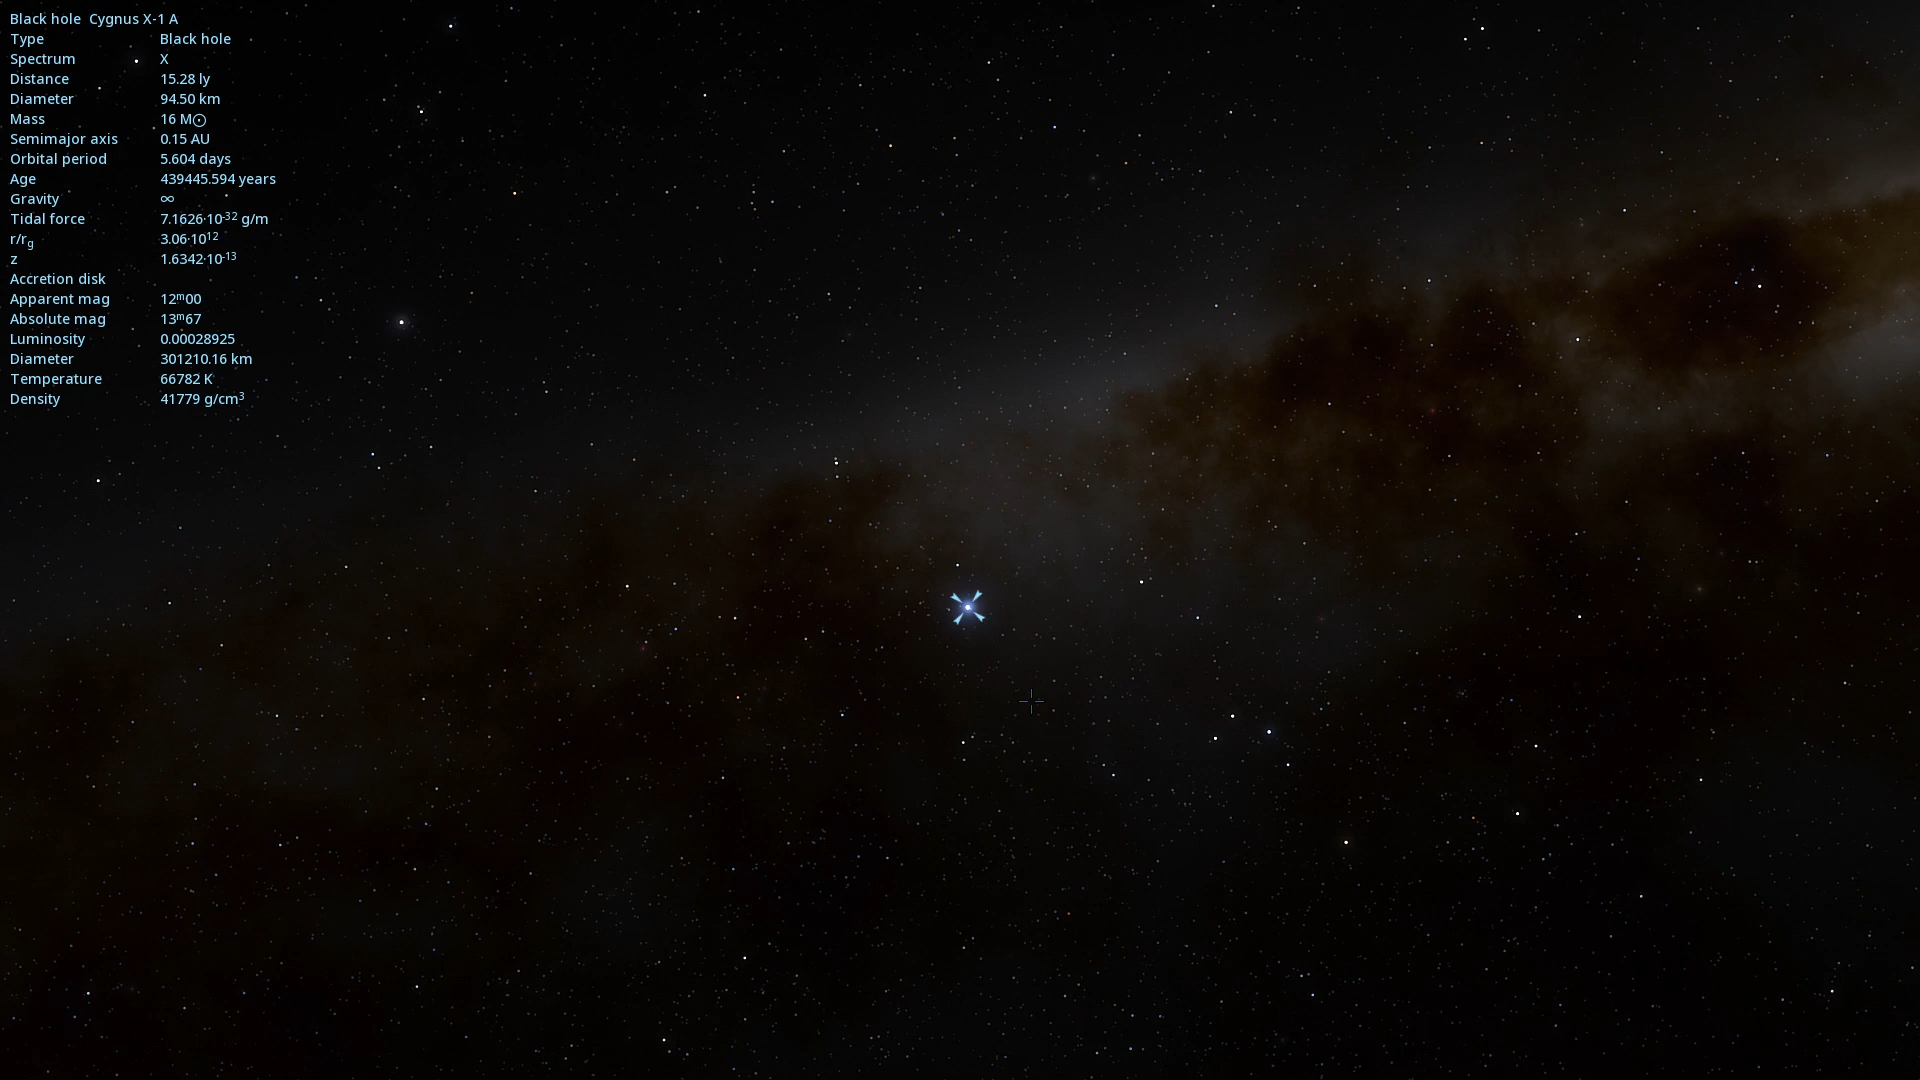 Black hole Cygnus X-1 A
Type Black hole
Spectrum X
Distance 15.28 ly
Diameter 94.50 km
Mass 16 M☉
Semimajor axis 0.15 AU
Orbital period 5.604 days
Age 439445.594 years
Gravity ∞
Tidal force 7.1626·10⁻³² g/m
r/rg 3.06·10¹²
z 1.6342·10⁻¹³
Accretion disk
Apparent mag 12ᵐ00
Absolute mag 13ᵐ67
Luminosity 0.00028925
Diameter 301210.16 km
Temperature 66782 K
Density 41779 g/cm³